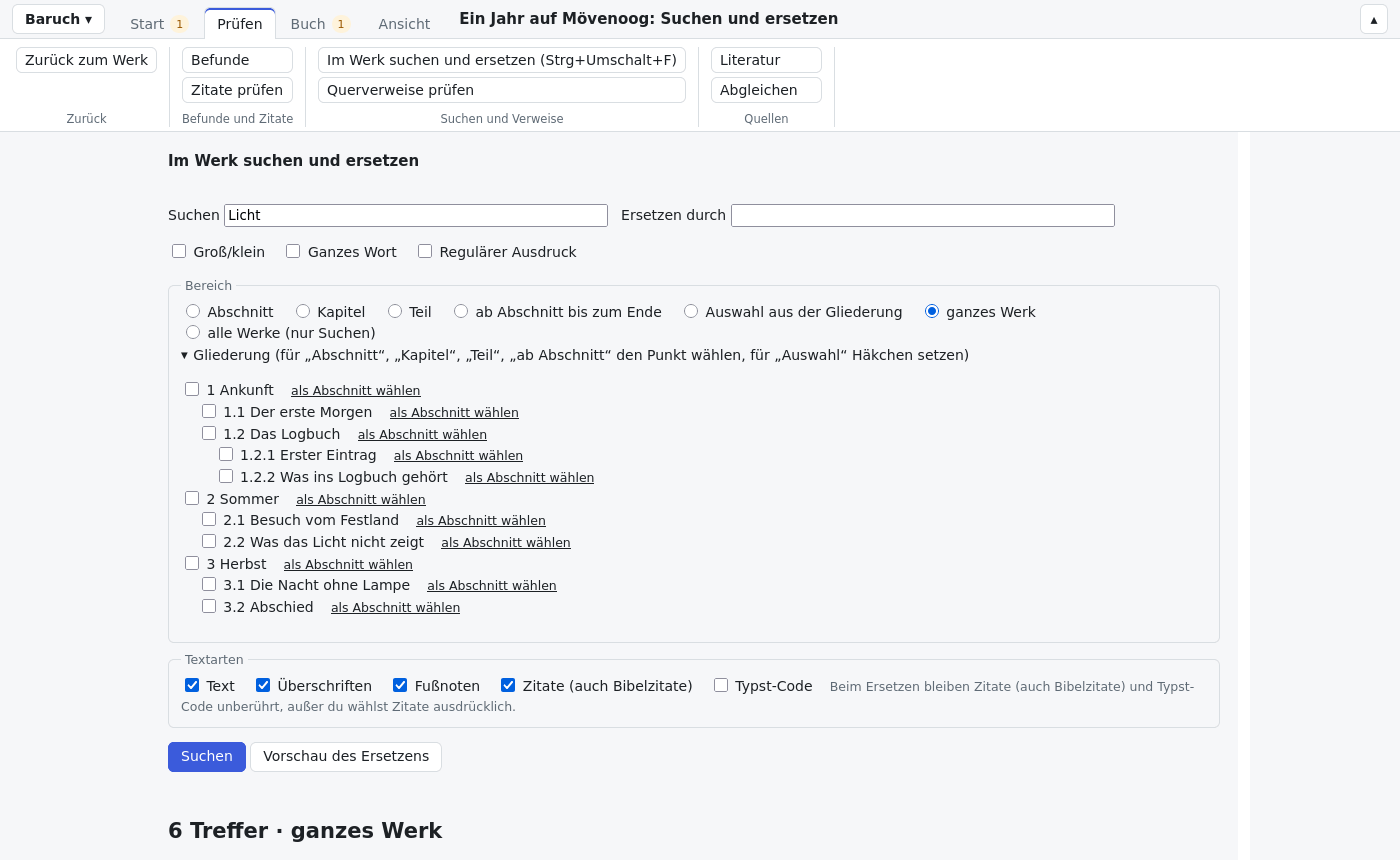 Baruch ▾ Start 1 Prüfen Buch 1 Ansicht Ein Jahr auf Mövenoog: Suchen und ersetzen ▴
Zurück zum Werk Befunde Im Werk suchen und ersetzen (Strg+Umschalt+F) Literatur
Zitate prüfen Querverweise prüfen Abgleichen
Zurück Befunde und Zitate Suchen und Verweise Quellen
Im Werk suchen und ersetzen
Suchen Licht Ersetzen durch
Groß/klein Ganzes Wort Regulärer Ausdruck
Bereich
Abschnitt Kapitel Teil ab Abschnitt bis zum Ende Auswahl aus der Gliederung ganzes Werk
alle Werke (nur Suchen)
▾ Gliederung (für „Abschnitt“, „Kapitel“, „Teil“, „ab Abschnitt“ den Punkt wählen, für „Auswahl“ Häkchen setzen)
1 Ankunft als Abschnitt wählen
1.1 Der erste Morgen als Abschnitt wählen
1.2 Das Logbuch als Abschnitt wählen
1.2.1 Erster Eintrag als Abschnitt wählen
1.2.2 Was ins Logbuch gehört als Abschnitt wählen
2 Sommer als Abschnitt wählen
2.1 Besuch vom Festland als Abschnitt wählen
2.2 Was das Licht nicht zeigt als Abschnitt wählen
3 Herbst als Abschnitt wählen
3.1 Die Nacht ohne Lampe als Abschnitt wählen
3.2 Abschied als Abschnitt wählen
Textarten
Text Überschriften Fußnoten Zitate (auch Bibelzitate) Typst-Code Beim Ersetzen bleiben Zitate (auch Bibelzitate) und Typst-
Code unberührt, außer du wählst Zitate ausdrücklich.
Suchen Vorschau des Ersetzens
6 Treffer · ganzes Werk